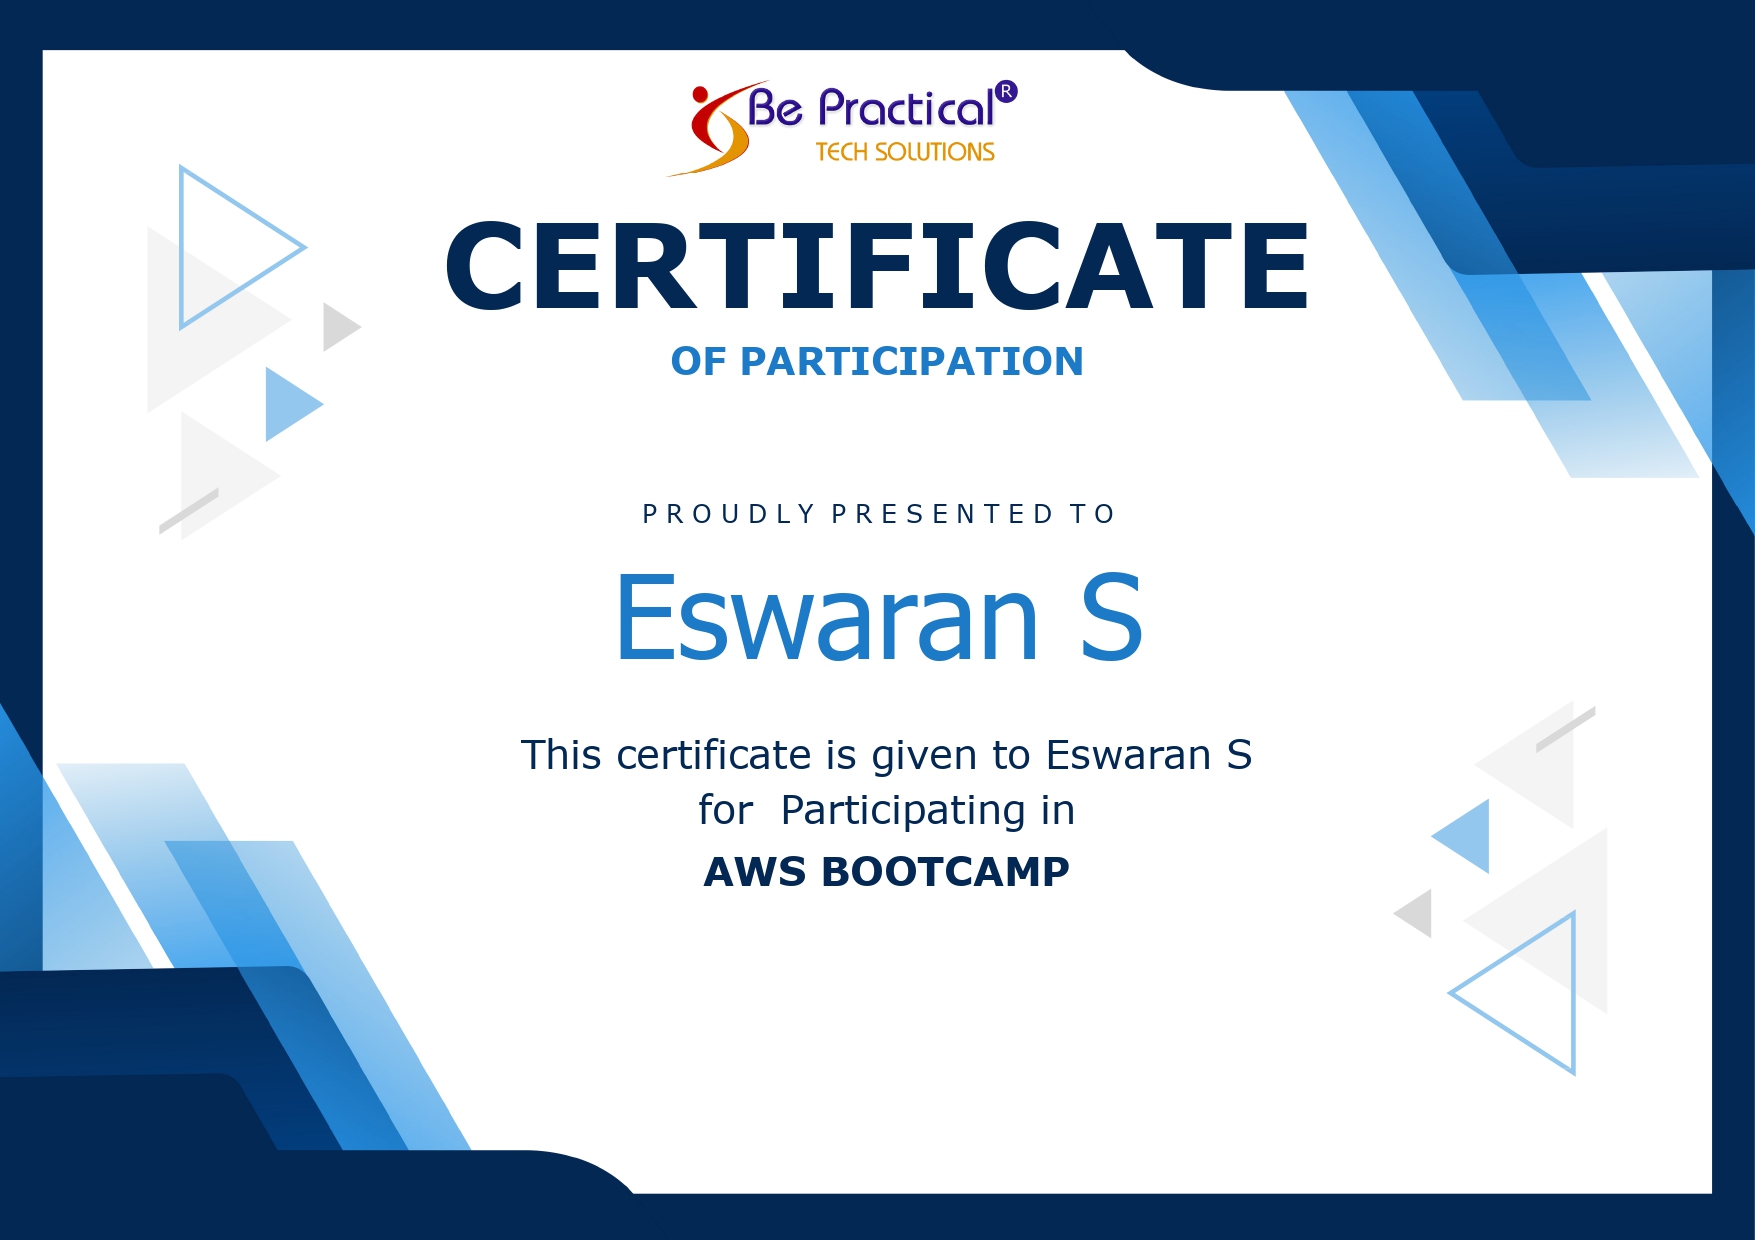 Be Practical®
TECH SOLUTIONS
CERTIFICATE
OF PARTICIPATION
PROUDLY PRESENTED TO
Eswaran S
This certificate is given to Eswaran S
for  Participating in
AWS BOOTCAMP